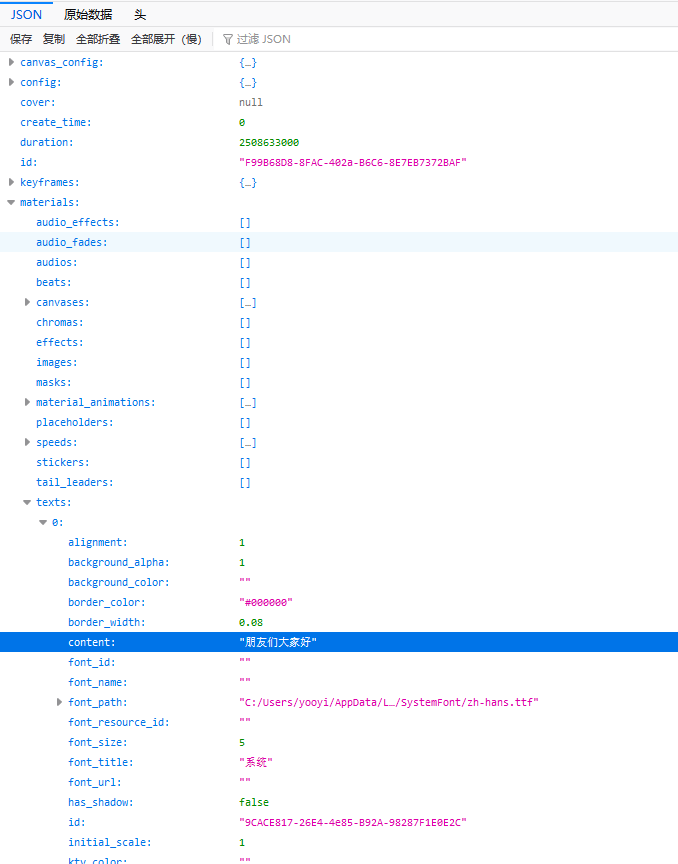 JSON 原始数据 头
保存 复制 全部折叠 全部展开（慢） 过滤 JSON
canvas_config: {…}
config: {…}
cover: null
create_time: 0
duration: 2508633000
id: "F99B68D8-8FAC-402a-B6C6-8E7EB7372BAF"
keyframes: {…}
materials:
audio_effects: []
audio_fades: []
audios: []
beats: []
canvases: […]
chromas: []
effects: []
images: []
masks: []
material_animations: […]
placeholders: []
speeds: […]
stickers: []
tail_leaders: []
texts:
0:
alignment: 1
background_alpha: 1
background_color: ""
border_color: "#000000"
border_width: 0.08
content: "朋友们大家好"
font_id: ""
font_name: ""
font_path: "C:/Users/yooyi/AppData/L…/SystemFont/zh-hans.ttf"
font_resource_id: ""
font_size: 5
font_title: "系统"
font_url: ""
has_shadow: false
id: "9CACE817-26E4-4e85-B92A-98287F1E0E2C"
initial_scale: 1
ktv_color: ""